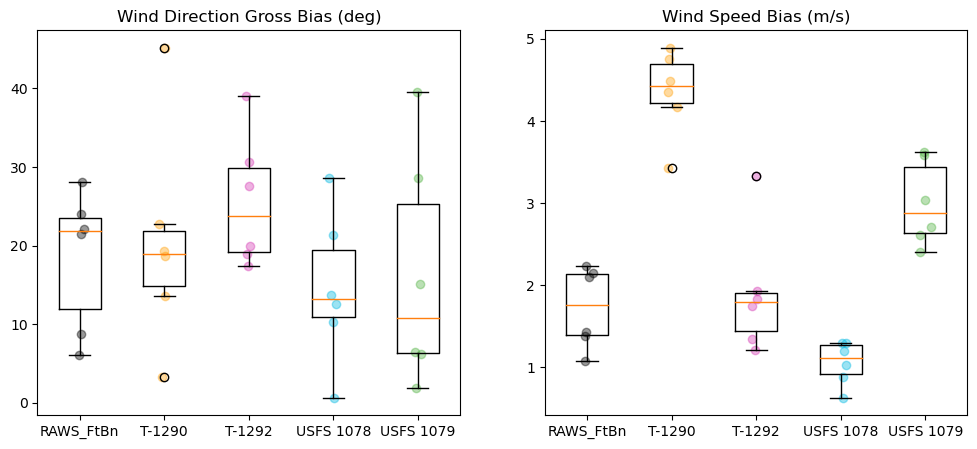 Wind Direction Gross Bias (deg)
40
30
20
10
0
RAWS_FtBn T-1290 T-1292 USFS 1078 USFS 1079
Wind Speed Bias (m/s)
5
4
3
2
1
RAWS_FtBn T-1290 T-1292 USFS 1078 USFS 1079